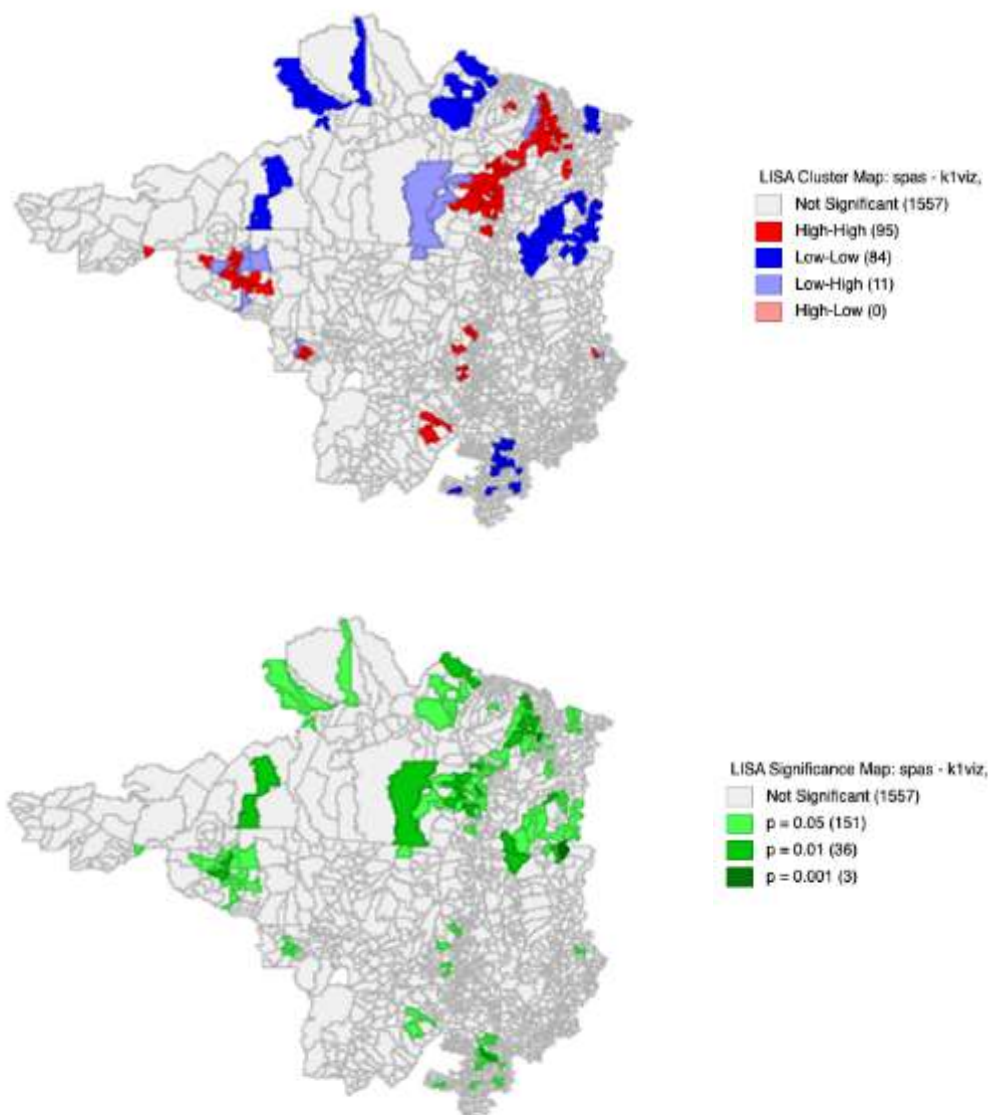 LISA Cluster Map: spas - k1viz,
Not Significant (1557)
High-High (95)
Low-Low (84)
Low-High (11)
High-Low (0)
LISA Significance Map: spas - k1viz,
Not Significant (1557)
p = 0.05 (151)
p = 0.01 (36)
p = 0.001 (3)